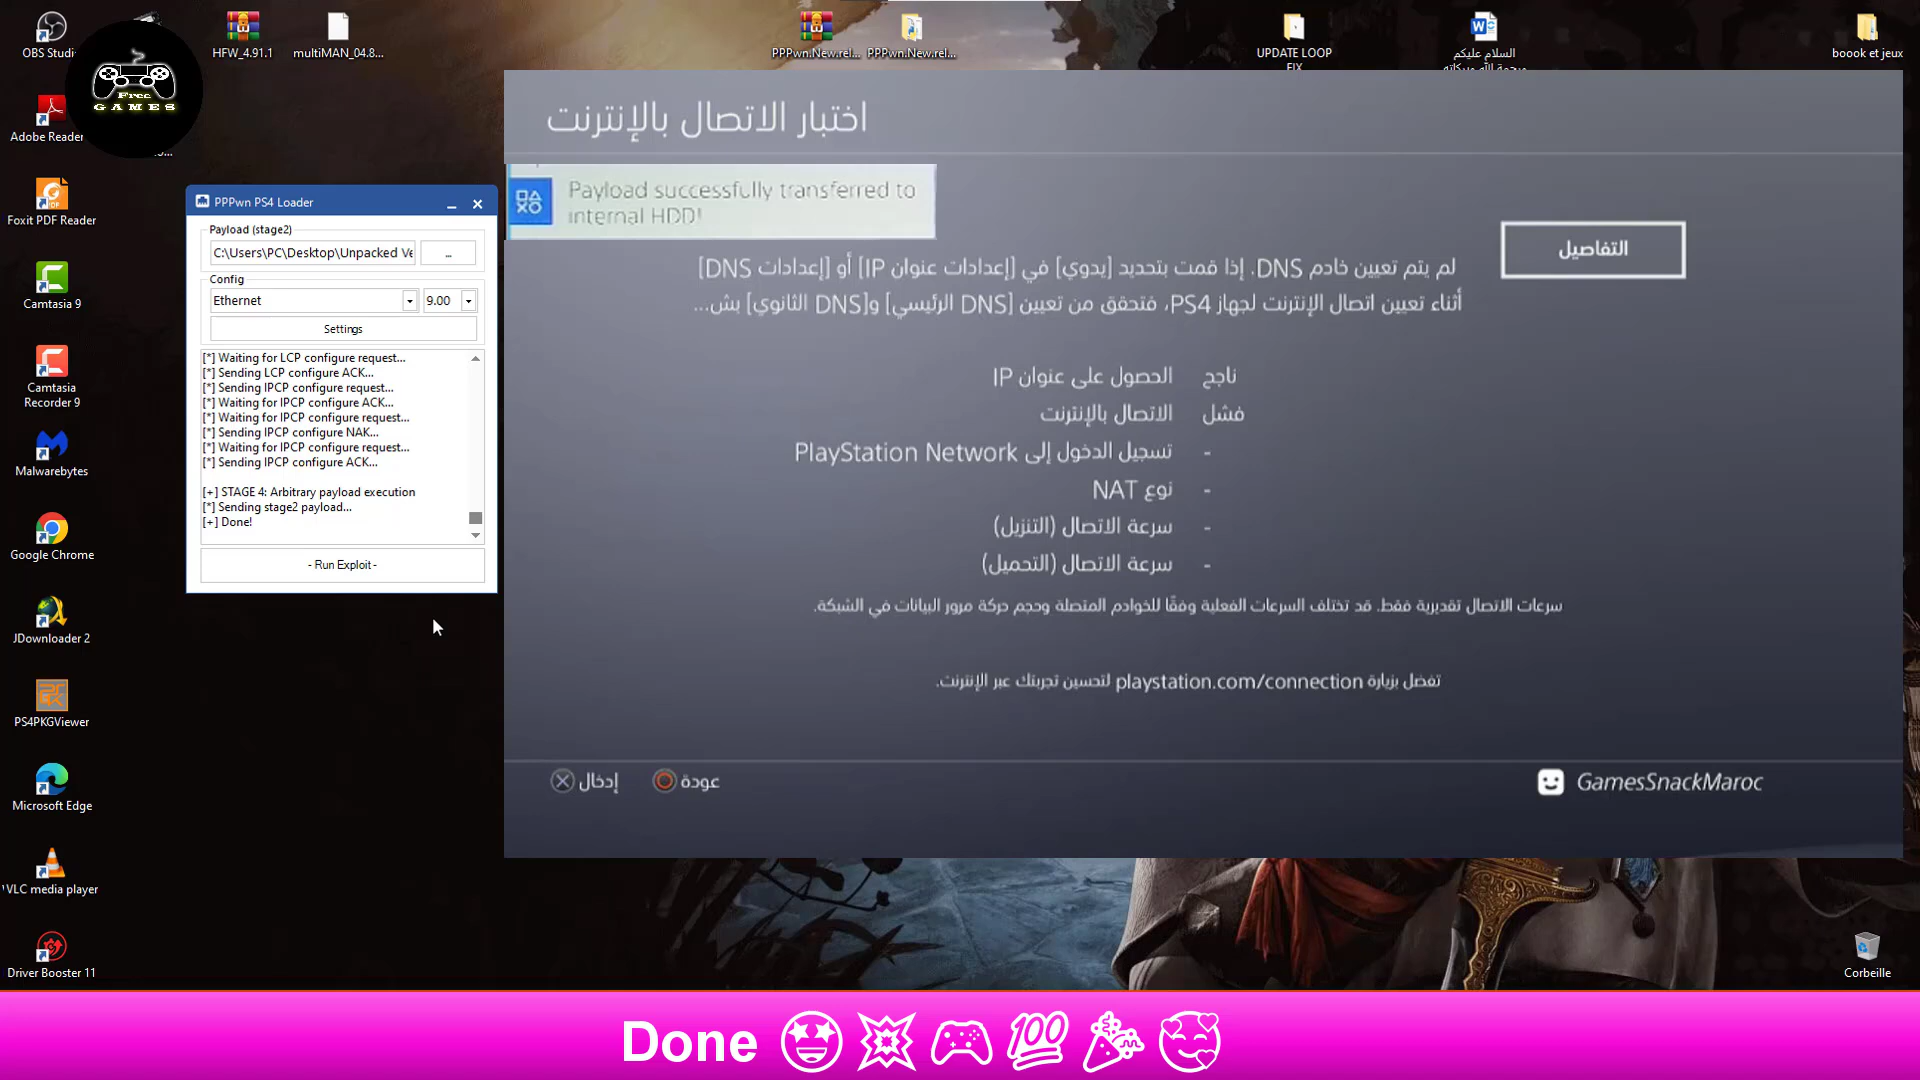 OBS Studi
HFW_4.91.1
multiMAN_04.8...
PPPwn.New.rel...
PPPwn.New.rel...
UPDATE LOOP
FIX
السلام عليكم
ورحمة الله وبركاته
boook et jeux
Free
GAMES
Adobe Reader
Foxit PDF Reader
Camtasia 9
Camtasia
Recorder 9
Malwarebytes
Google Chrome
JDownloader 2
PS4PKGViewer
Microsoft Edge
VLC media player
Driver Booster 11
PPPwn PS4 Loader
Payload (stage2)
C:\Users\PC\Desktop\Unpacked Ve
...
Config
Ethernet
9.00
Settings
[*] Waiting for LCP configure request...
[*] Sending LCP configure ACK...
[*] Sending IPCP configure request...
[*] Waiting for IPCP configure ACK...
[*] Waiting for IPCP configure request...
[*] Sending IPCP configure NAK...
[*] Waiting for IPCP configure request...
[*] Sending IPCP configure ACK...
[+] STAGE 4: Arbitrary payload execution
[*] Sending stage2 payload...
[+] Done!
- Run Exploit -
اختبار الاتصال بالإنترنت
Payload successfully transferred to
internal HDD!
التفاصيل
لم يتم تعيين خادم DNS. إذا قمت بتحديد [يدوي] في [إعدادات عنوان IP] أو [إعدادات DNS]
أثناء تعيين اتصال الإنترنت لجهاز PS4، فتحقق من تعيين [DNS الرئيسي] و[DNS الثانوي] بش...
الحصول على عنوان IP ناجح
الاتصال بالإنترنت فشل
تسجيل الدخول إلى PlayStation Network -
نوع NAT -
سرعة الاتصال (التنزيل) -
سرعة الاتصال (التحميل) -
سرعات الاتصال تقديرية فقط. قد تختلف السرعات الفعلية وفقًا للخوادم المتصلة وحجم حركة مرور البيانات في الشبكة.
تفضل بزيارة playstation.com/connection لتحسين تجربتك عبر الإنترنت.
إدخال
عودة
GamesSnackMaroc
Corbeille
Done